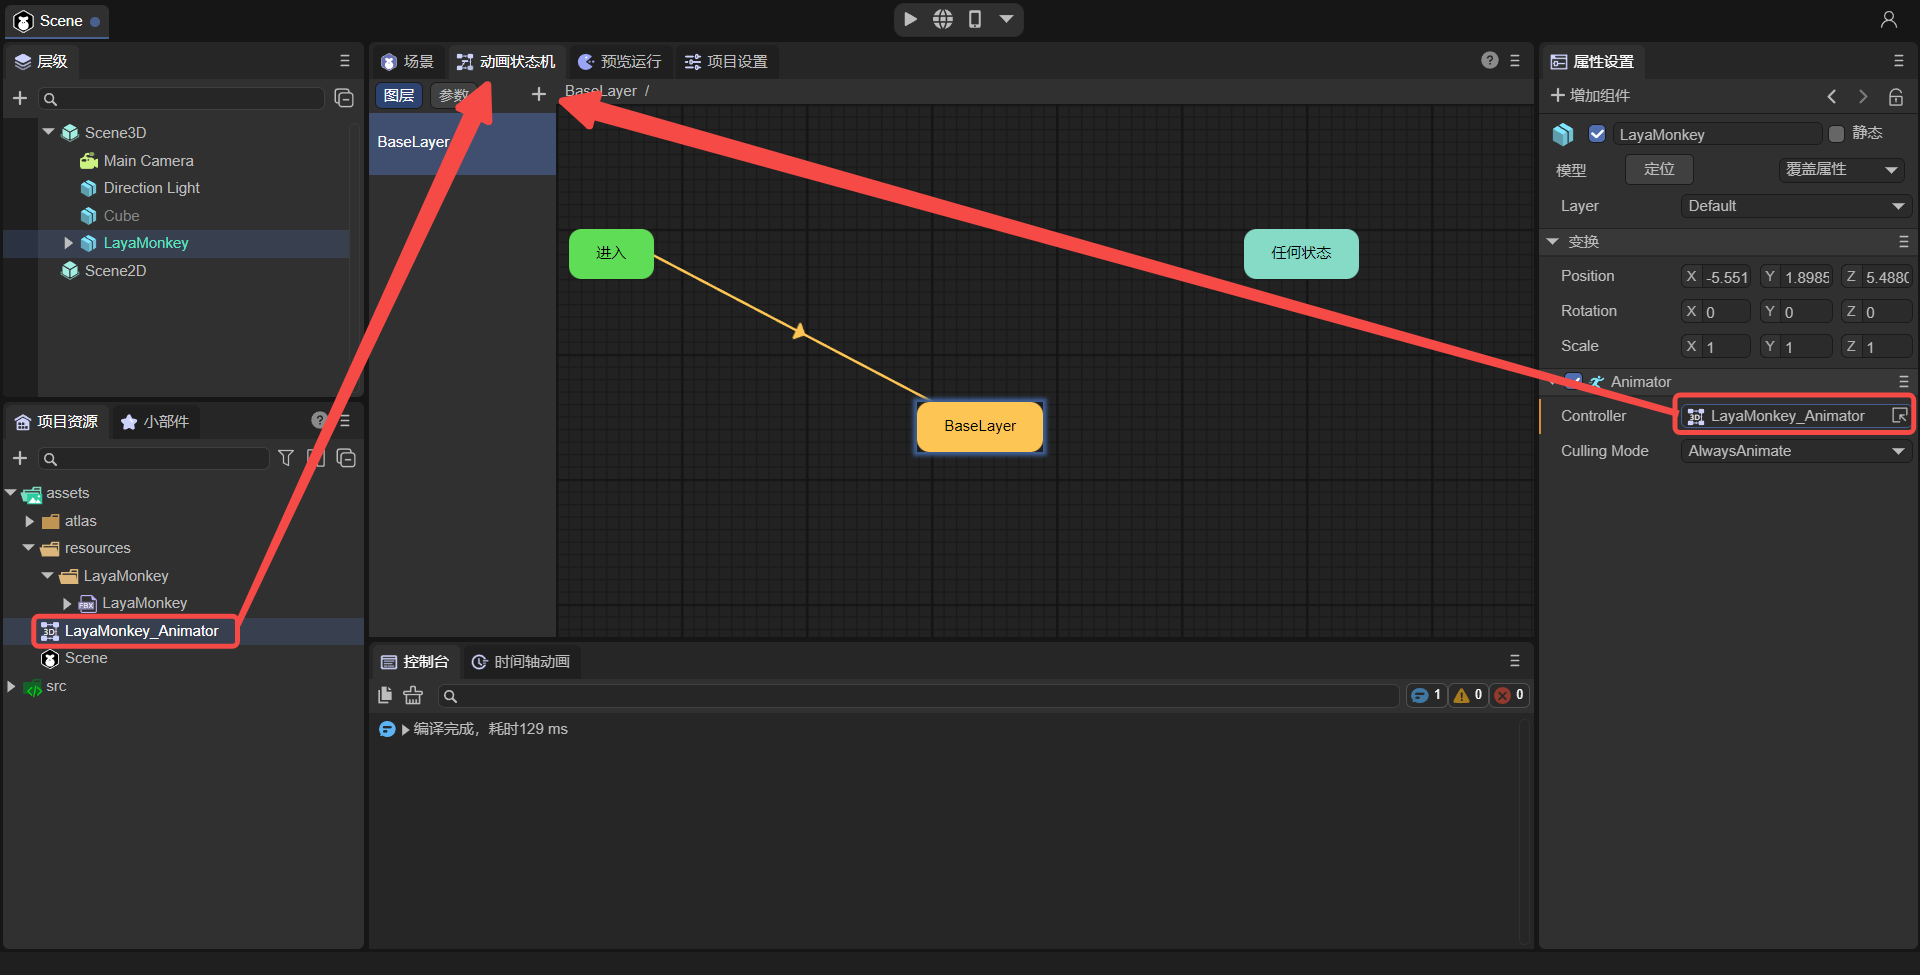 Scene
层级
Scene3D
Main Camera
Direction Light
Cube
LayaMonkey
Scene2D
项目资源
小部件
assets
atlas
resources
LayaMonkey
LayaMonkey
LayaMonkey_Animator
Scene
src
场景
动画状态机
预览运行
项目设置
图层
参数
BaseLayer /
BaseLayer
进入
任何状态
BaseLayer
控制台
时间轴动画
1
0
0
编译完成，耗时129 ms
属性设置
增加组件
LayaMonkey
静态
模型
定位
覆盖属性
Layer
Default
变换
Position X -5.551 Y 1.8985 Z 5.4880
Rotation X 0 Y 0 Z 0
Scale X 1 Y 1 Z 1
Animator
Controller
LayaMonkey_Animator
Culling Mode
AlwaysAnimate